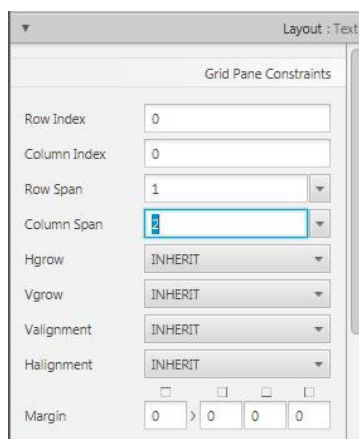 Layout : Text
Grid Pane Constraints
Row Index 0
Column Index 0
Row Span 1
Column Span 2
Hgrow INHERIT
Vgrow INHERIT
Valignment INHERIT
Halignment INHERIT
Margin 0 > 0 0 0